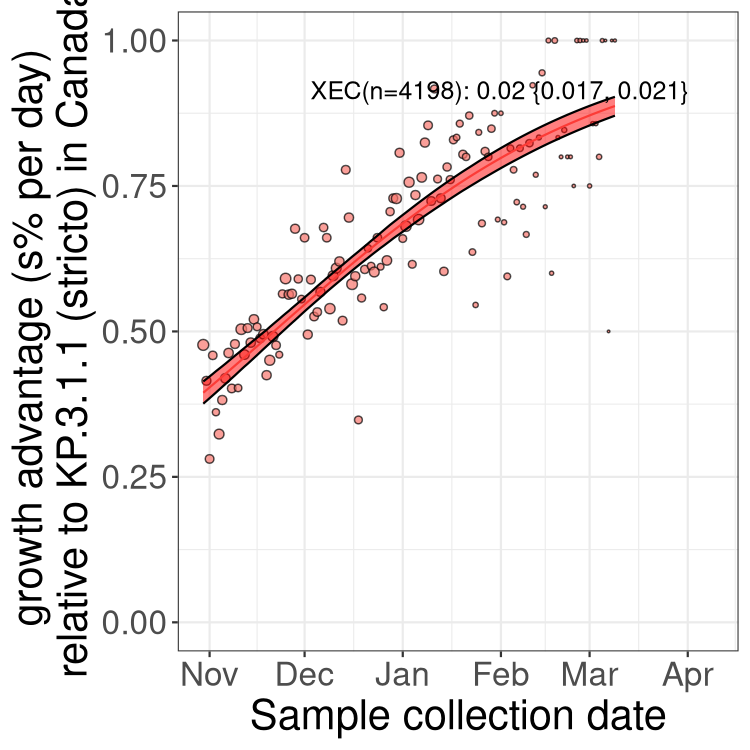 growth advantage (s% per day)
relative to KP.3.1.1 (stricto) in Canada
1.00
0.75
0.50
0.25
0.00
XEC(n=4198): 0.02 {0.017, 0.021}
Nov Dec Jan Feb Mar Apr
Sample collection date